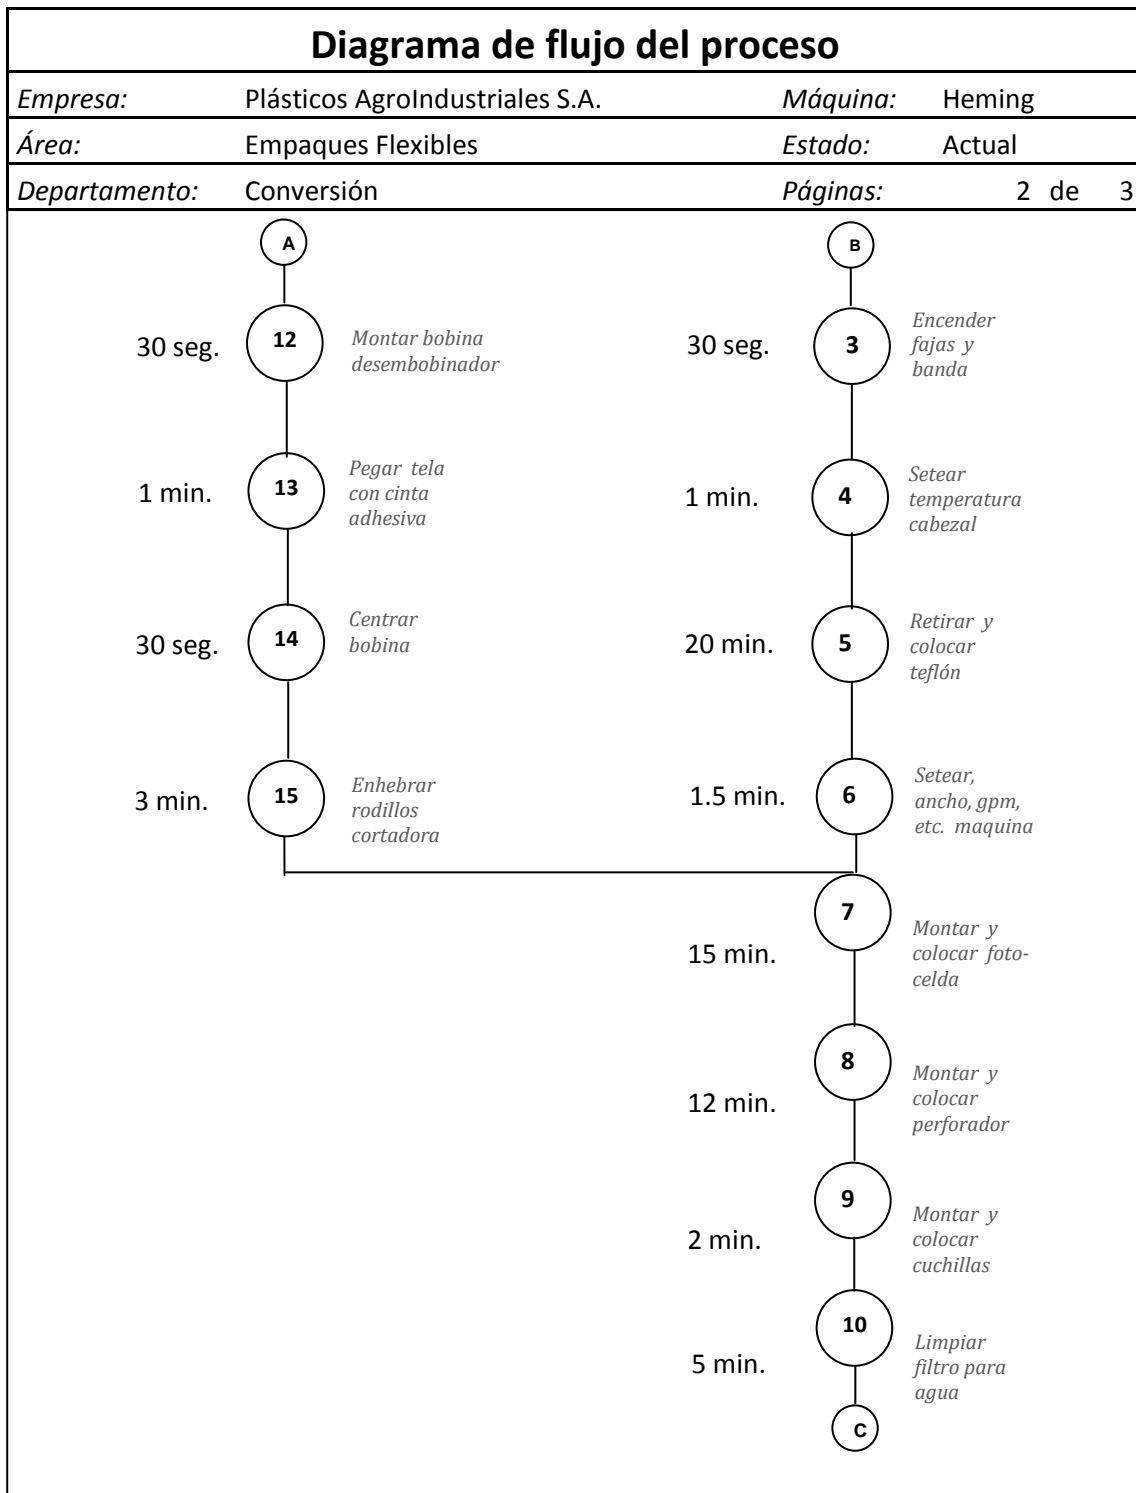 Diagrama de flujo del proceso
Empresa: Plásticos AgroIndustriales S.A. Máquina: Heming
Área: Empaques Flexibles Estado: Actual
Departamento: Conversión Páginas: 2 de 3
A
30 seg.
12
Montar bobina
desembobinador
1 min.
13
Pegar tela
con cinta
adhesiva
30 seg.
14
Centrar
bobina
3 min.
15
Enhebrar
rodillos
cortadora
B
30 seg.
3
Encender
fajas y
banda
1 min.
4
Setear
temperatura
cabezal
20 min.
5
Retirar y
colocar
teflón
1.5 min.
6
Setear,
ancho, gpm,
etc. maquina
15 min.
7
Montar y
colocar foto-
celda
12 min.
8
Montar y
colocar
perforador
2 min.
9
Montar y
colocar
cuchillas
5 min.
10
Limpiar
filtro para
agua
C